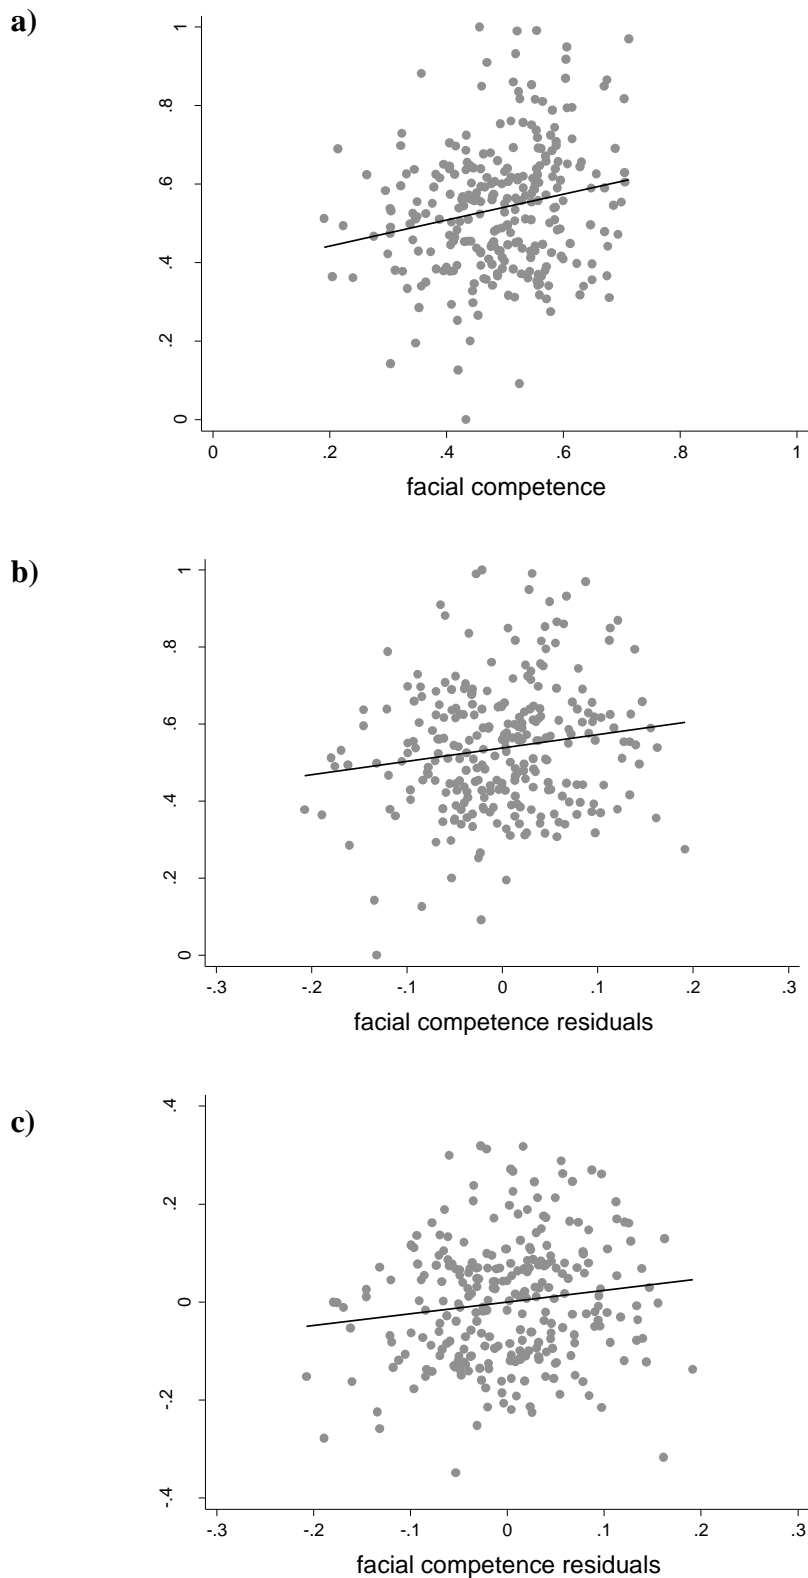 a)
1
.8
.6
.4
.2
0
0 .2 .4 .6 .8 1
facial competence
b)
1
.8
.6
.4
.2
0
-.3 -.2 -.1 0 .1 .2 .3
facial competence residuals
c)
.4
.2
0
-.2
-.4
-.3 -.2 -.1 0 .1 .2 .3
facial competence residuals